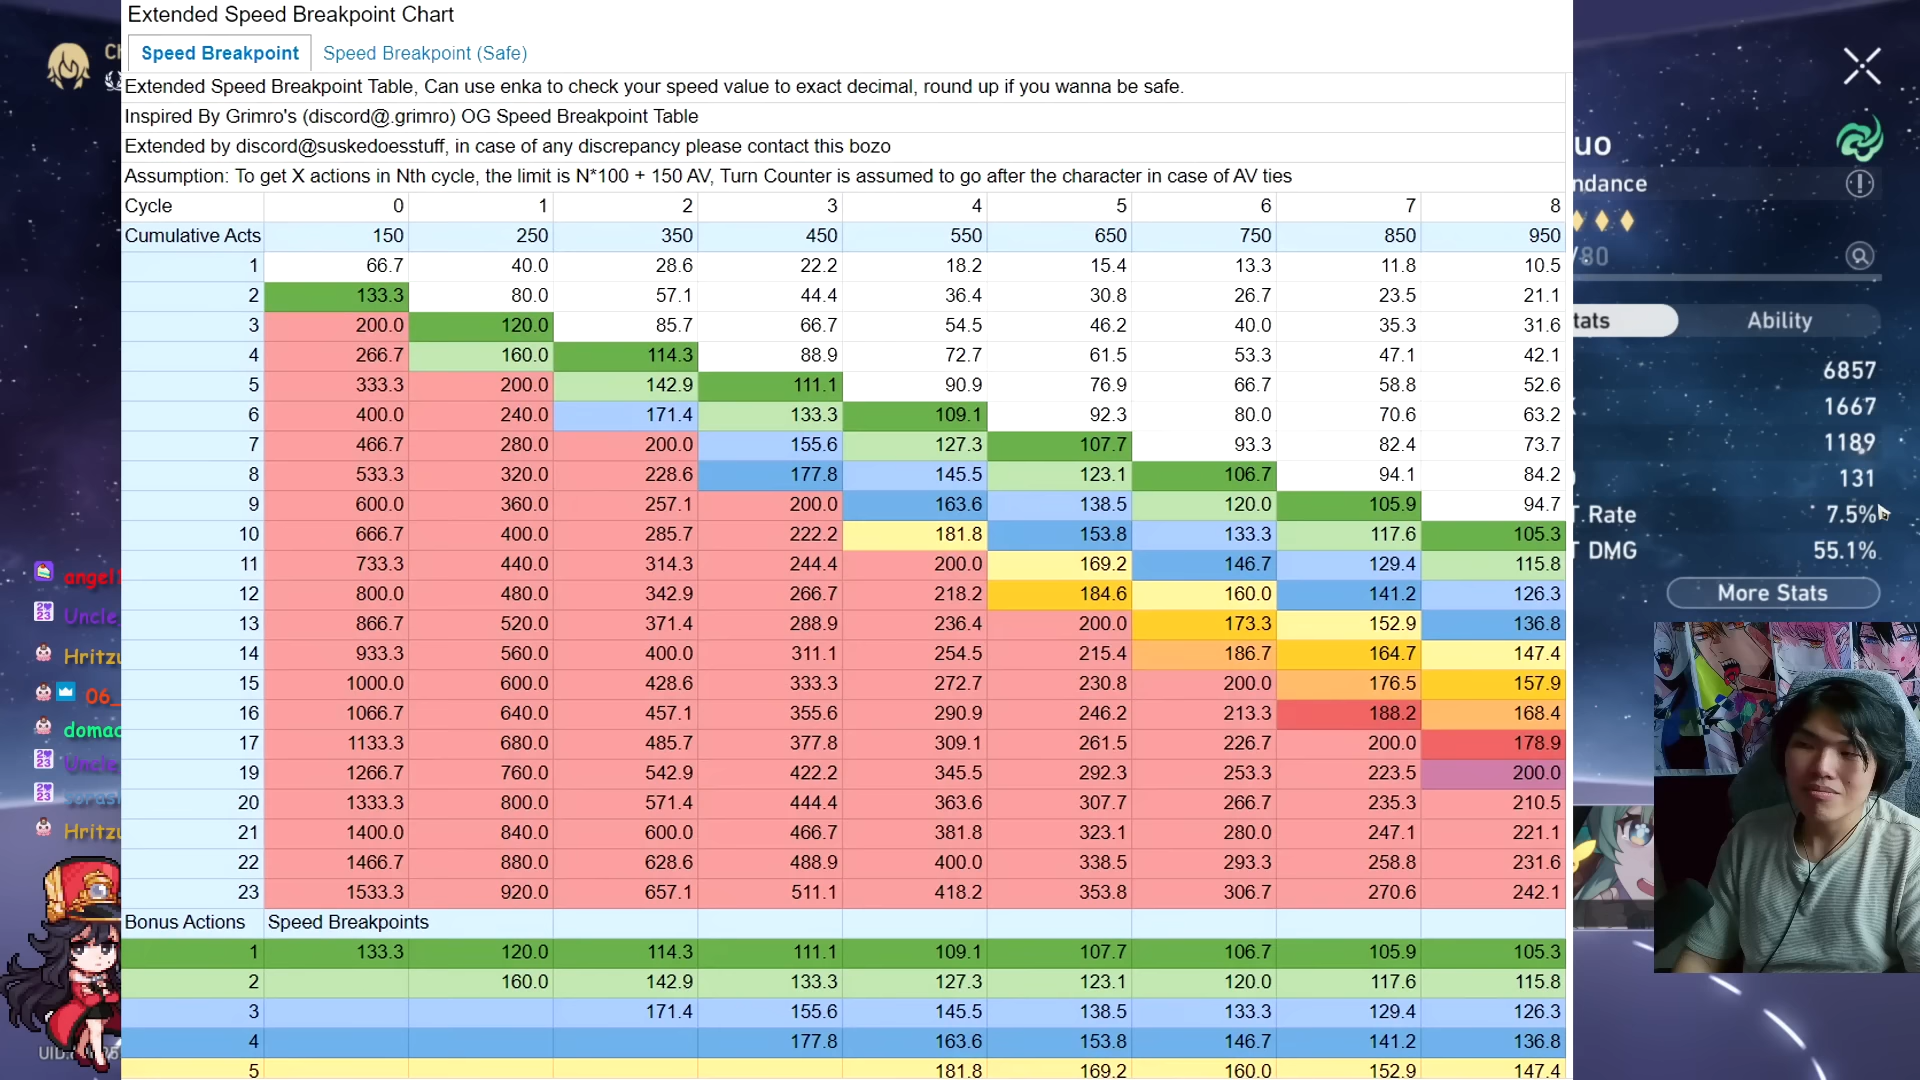 Extended Speed Breakpoint Chart
Speed Breakpoint Speed Breakpoint (Safe)
Extended Speed Breakpoint Table, Can use enka to check your speed value to exact decimal, round up if you wanna be safe.
Inspired By Grimro's (discord@.grimro) OG Speed Breakpoint Table
Extended by discord@suskedoesstuff, in case of any discrepancy please contact this bozo
Assumption: To get X actions in Nth cycle, the limit is N*100 + 150 AV, Turn Counter is assumed to go after the character in case of AV ties
Cycle 0 1 2 3 4 5 6 7 8
Cumulative Acts 150 250 350 450 550 650 750 850 950
1 66.7 40.0 28.6 22.2 18.2 15.4 13.3 11.8 10.5
2 133.3 80.0 57.1 44.4 36.4 30.8 26.7 23.5 21.1
3 200.0 120.0 85.7 66.7 54.5 46.2 40.0 35.3 31.6
4 266.7 160.0 114.3 88.9 72.7 61.5 53.3 47.1 42.1
5 333.3 200.0 142.9 111.1 90.9 76.9 66.7 58.8 52.6
6 400.0 240.0 171.4 133.3 109.1 92.3 80.0 70.6 63.2
7 466.7 280.0 200.0 155.6 127.3 107.7 93.3 82.4 73.7
8 533.3 320.0 228.6 177.8 145.5 123.1 106.7 94.1 84.2
9 600.0 360.0 257.1 200.0 163.6 138.5 120.0 105.9 94.7
10 666.7 400.0 285.7 222.2 181.8 153.8 133.3 117.6 105.3
11 733.3 440.0 314.3 244.4 200.0 169.2 146.7 129.4 115.8
12 800.0 480.0 342.9 266.7 218.2 184.6 160.0 141.2 126.3
13 866.7 520.0 371.4 288.9 236.4 200.0 173.3 152.9 136.8
14 933.3 560.0 400.0 311.1 254.5 215.4 186.7 164.7 147.4
15 1000.0 600.0 428.6 333.3 272.7 230.8 200.0 176.5 157.9
16 1066.7 640.0 457.1 355.6 290.9 246.2 213.3 188.2 168.4
17 1133.3 680.0 485.7 377.8 309.1 261.5 226.7 200.0 178.9
19 1266.7 760.0 542.9 422.2 345.5 292.3 253.3 223.5 200.0
20 1333.3 800.0 571.4 444.4 363.6 307.7 266.7 235.3 210.5
21 1400.0 840.0 600.0 466.7 381.8 323.1 280.0 247.1 221.1
22 1466.7 880.0 628.6 488.9 400.0 338.5 293.3 258.8 231.6
23 1533.3 920.0 657.1 511.1 418.2 353.8 306.7 270.6 242.1
Bonus Actions Speed Breakpoints
1 133.3 120.0 114.3 111.1 109.1 107.7 106.7 105.9 105.3
2 160.0 142.9 133.3 127.3 123.1 120.0 117.6 115.8
3 171.4 155.6 145.5 138.5 133.3 129.4 126.3
4 177.8 163.6 153.8 146.7 141.2 136.8
5 181.8 169.2 160.0 152.9 147.4
Ch
angel
Uncle
Hritzu
06_
domac
Uncle
Hritzu
UID:
uo
ndance
/80
tats Ability
6857
1667
1189
131
T Rate 7.5%
T DMG 55.1%
More Stats